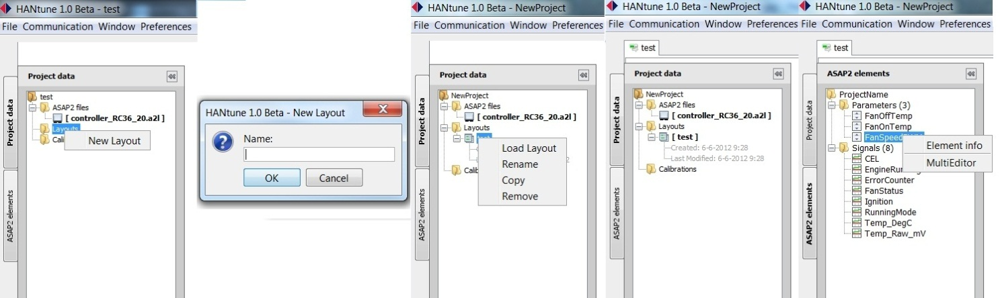 HANtune 1.0 Beta - test
File Communication Window Preferences
Project data
ASAP2 elements
Project data
test
ASAP2 files
[ controller_RC36_20.a2l ]
Layouts
Cali
New Layout
HANtune 1.0 Beta - New Layout
Name:
OK
Cancel
HANtune 1.0 Beta - NewProject
File Communication Window Preferences
Project data
ASAP2 elements
Project data
NewProject
ASAP2 files
[ controller_RC36_20.a2l ]
Layouts
test
Calib
Load Layout
Rename
Copy
Remove
HANtune 1.0 Beta - NewProject
File Communication Window Preferences
test
Project data
ASAP2 elements
Project data
NewProject
ASAP2 files
[ controller_RC36_20.a2l ]
Layouts
[ test ]
Created: 6-6-2012 9:28
Last Modified: 6-6-2012 9:28
Calibrations
HANtune 1.0 Beta - NewProject
File Communication Window Preferences
test
Project data
ASAP2 elements
ASAP2 elements
ProjectName
Parameters (3)
FanOffTemp
FanOnTemp
FanSpeed
Signals (8)
CEL
EngineRunning
ErrorCounter
FanStatus
Ignition
RunningMode
Temp_DegC
Temp_Raw_mV
Element info
MultiEditor